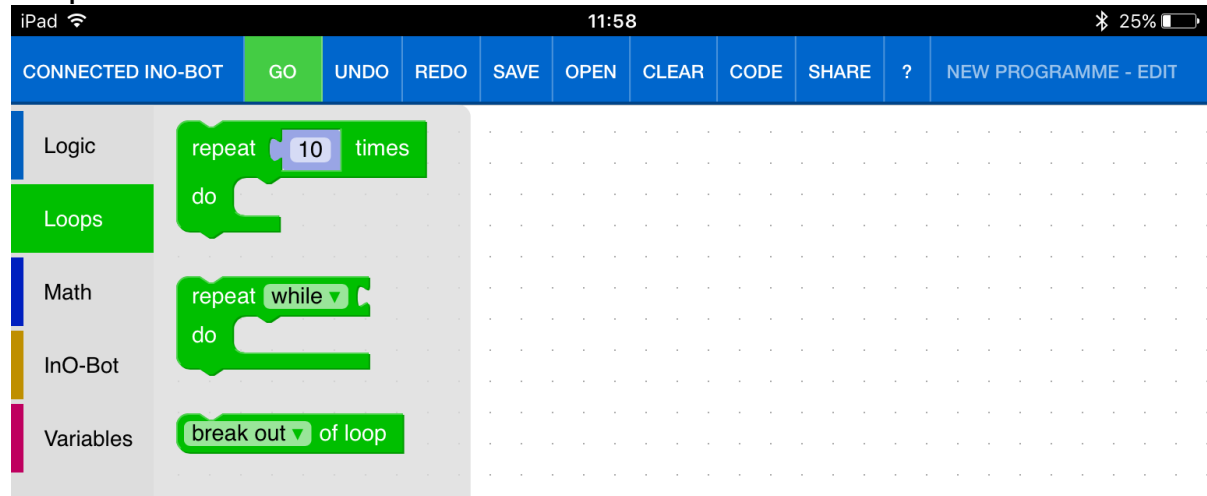 iPad 11:58 25%
CONNECTED INO-BOT GO UNDO REDO SAVE OPEN CLEAR CODE SHARE ? NEW PROGRAMME - EDIT
Logic
Loops
Math
InO-Bot
Variables
repeat 10 times
do
repeat while
do
break out of loop